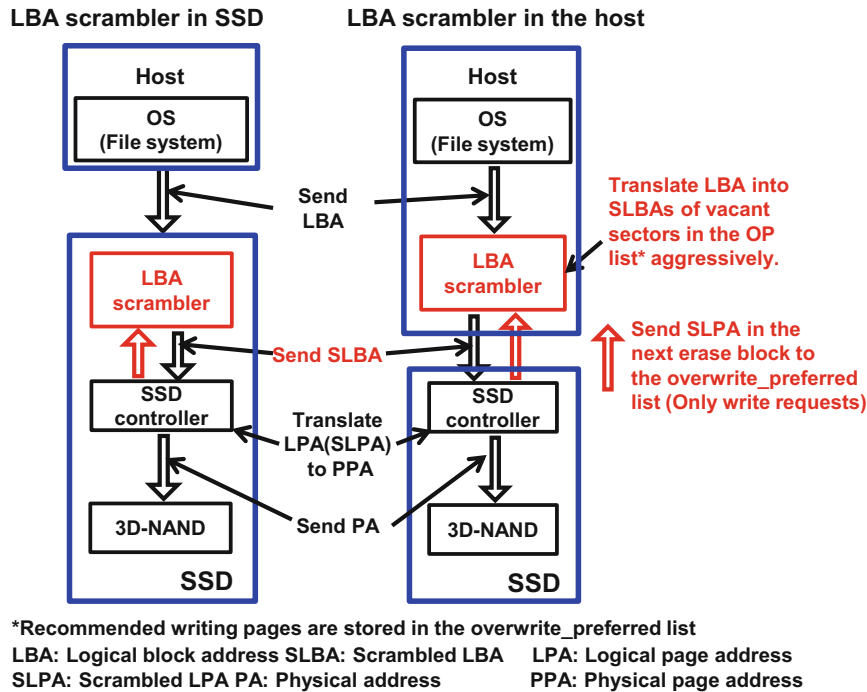 LBA scrambler in SSD
LBA scrambler in the host
Host
OS
(File system)
Host
OS
(File system)
Send
LBA
Translate LBA into
SLBAs of vacant
sectors in the OP
list* aggressively.
LBA
scrambler
LBA
scrambler
Send SLBA
Send SLPA in the
next erase block to
the overwrite_preferred
list (Only write requests)
SSD
controller
Translate
LPA(SLPA)
to PPA
SSD
controller
3D-NAND
Send PA
3D-NAND
SSD
SSD
*Recommended writing pages are stored in the overwrite_preferred list
LBA: Logical block address SLBA: Scrambled LBA LPA: Logical page address
SLPA: Scrambled LPA PA: Physical address PPA: Physical page address